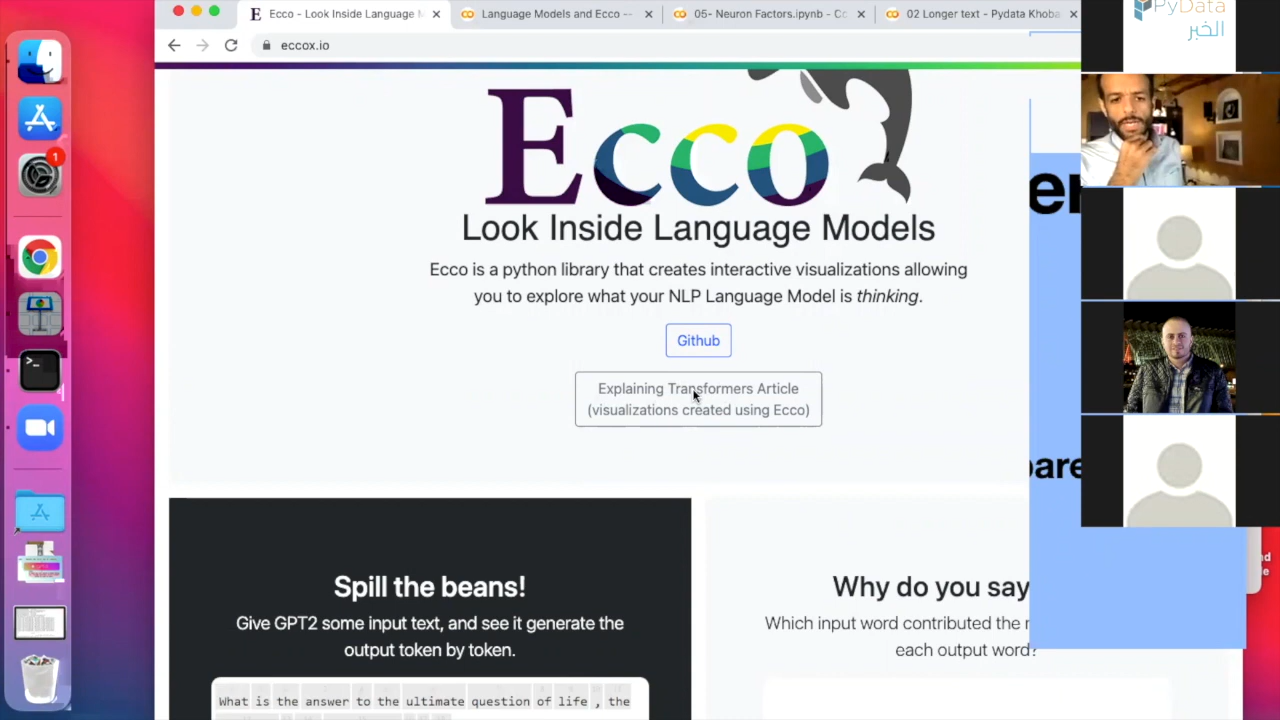 Ecco - Look Inside Language M
Language Models and Ecco --
05- Neuron Factors.ipynb - Co
02 Longer text - Pydata Khoba
eccox.io
PyData
الخبر
1
Ecco
Look Inside Language Models
Ecco is a python library that creates interactive visualizations allowing
you to explore what your NLP Language Model is thinking.
Github
Explaining Transformers Article
(visualizations created using Ecco)
er
pare
Spill the beans!
Give GPT2 some input text, and see it generate the
output token by token.
What is the answer to the ultimate question of life , the
Why do you say
Which input word contributed the
each output word?